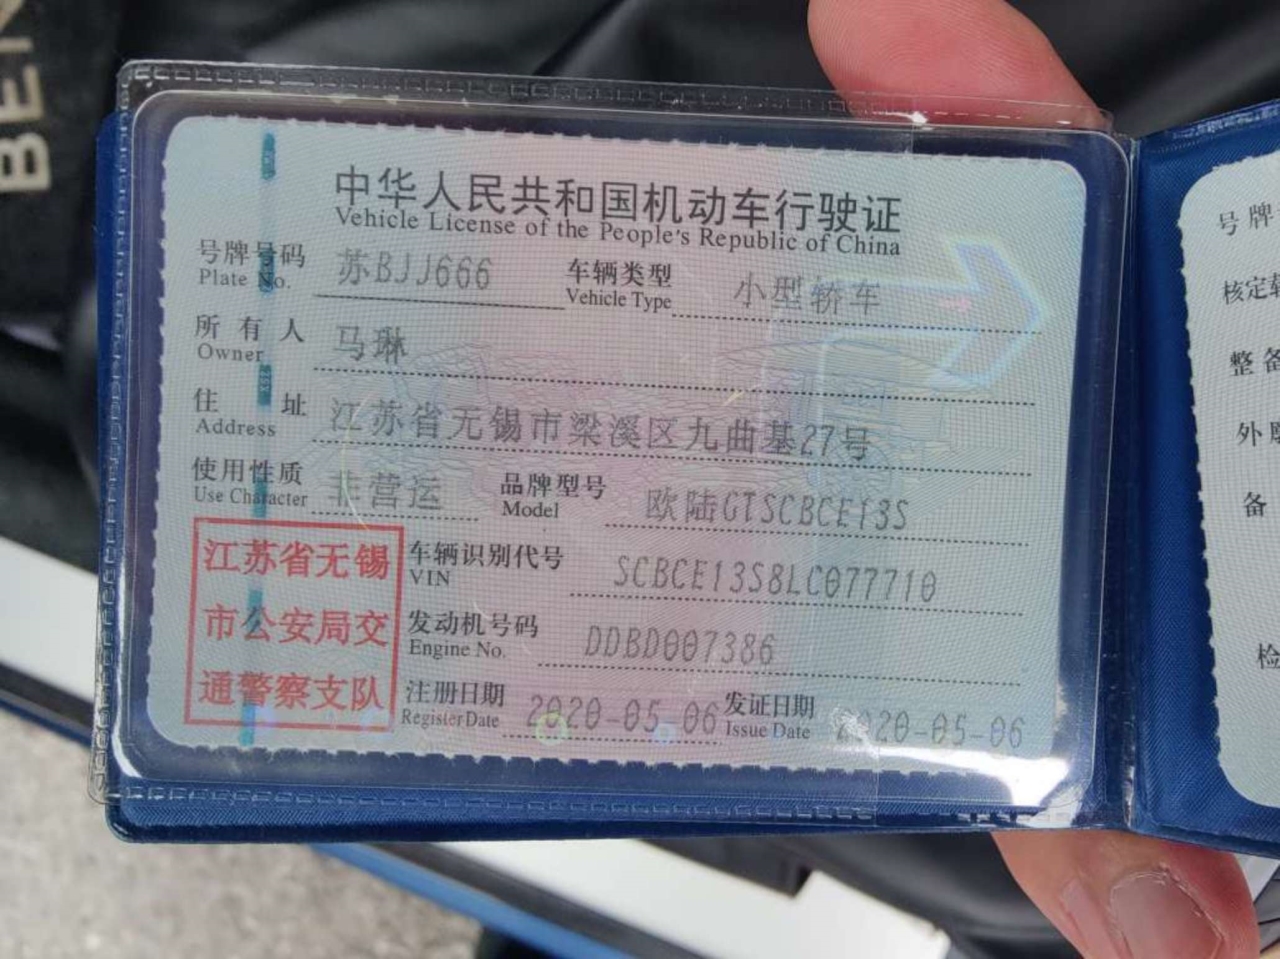 BEN
中华人民共和国机动车行驶证
Vehicle License of the People's Republic of China
号牌号码 苏BJJ666 车辆类型 小型轿车
Plate No. Vehicle Type
所有人 马琳
Owner
住址 江苏省无锡市梁溪区九曲基27号
Address
使用性质 非营运 品牌型号 欧陆GTSCBCE13S
Use Character Model
江苏省无锡
市公安局交
通警察支队
车辆识别代号 SCBCE13S8LC077710
VIN
发动机号码 DDBD007386
Engine No.
注册日期 2020-05-06 发证日期 2020-05-06
Register Date Issue Date
号牌
核定
整备
外
备
检